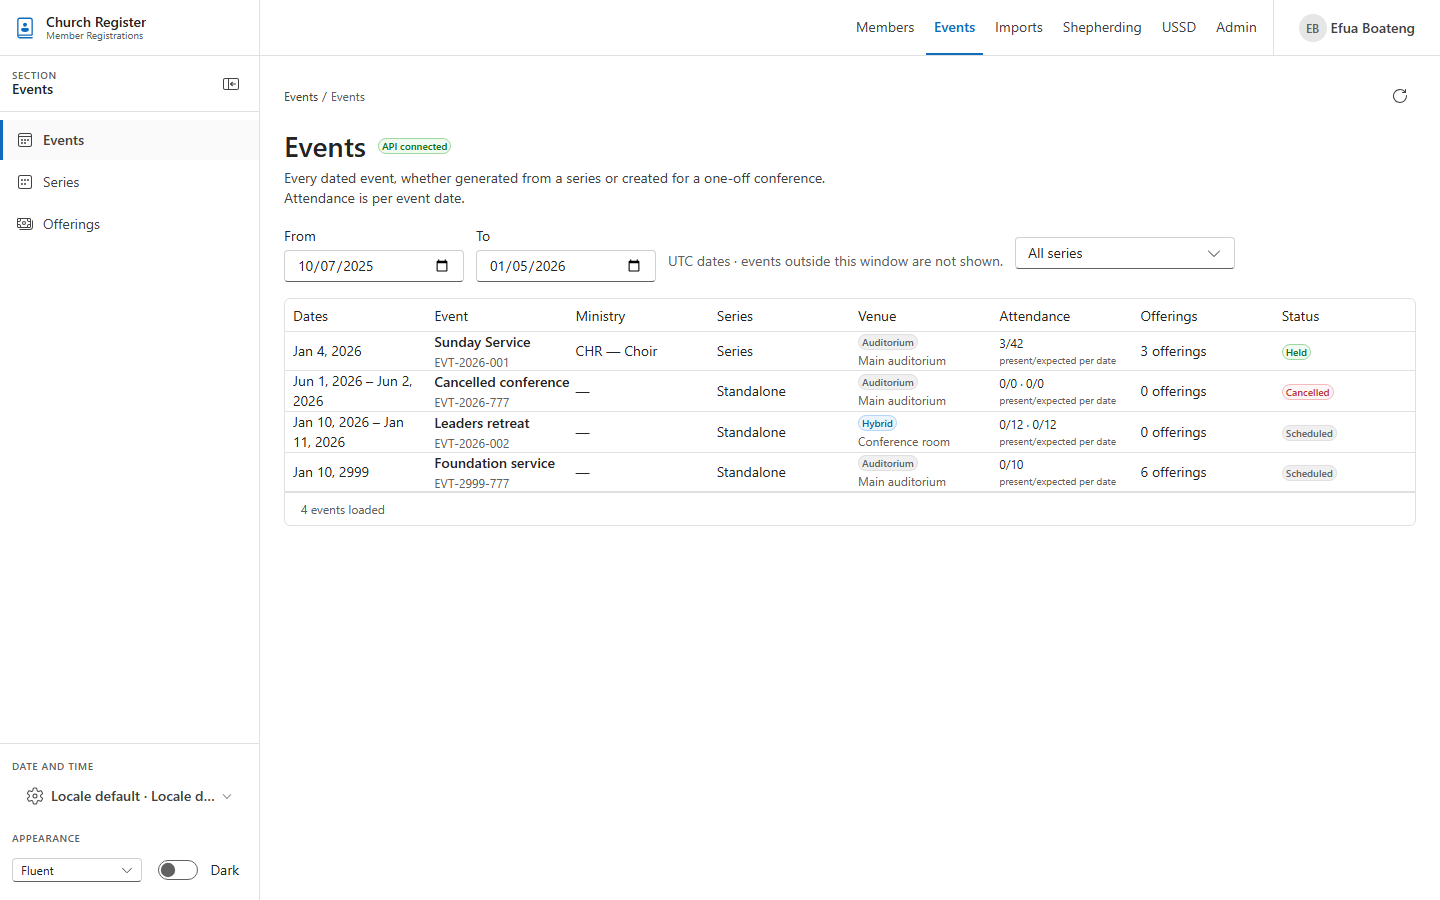 Church Register
Member Registrations
Members
Events
Imports
Shepherding
USSD
Admin
EB
Efua Boateng
SECTION
Events
Events
Series
Offerings
Events / Events
Events
API connected
Every dated event, whether generated from a series or created for a one-off conference.
Attendance is per event date.
From
To
10/07/2025
01/05/2026
UTC dates · events outside this window are not shown.
All series
Dates Event Ministry Series Venue Attendance Offerings Status
Jan 4, 2026
Sunday Service
EVT-2026-001
CHR — Choir
Series
Auditorium
Main auditorium
3/42
present/expected per date
3 offerings
Held
Jun 1, 2026 – Jun 2,
2026
Cancelled conference
EVT-2026-777
—
Standalone
Auditorium
Main auditorium
0/0 · 0/0
present/expected per date
0 offerings
Cancelled
Jan 10, 2026 – Jan
11, 2026
Leaders retreat
EVT-2026-002
—
Standalone
Hybrid
Conference room
0/12 · 0/12
present/expected per date
0 offerings
Scheduled
Jan 10, 2999
Foundation service
EVT-2999-777
—
Standalone
Auditorium
Main auditorium
0/10
present/expected per date
6 offerings
Scheduled
4 events loaded
DATE AND TIME
Locale default · Locale d...
APPEARANCE
Fluent
Dark